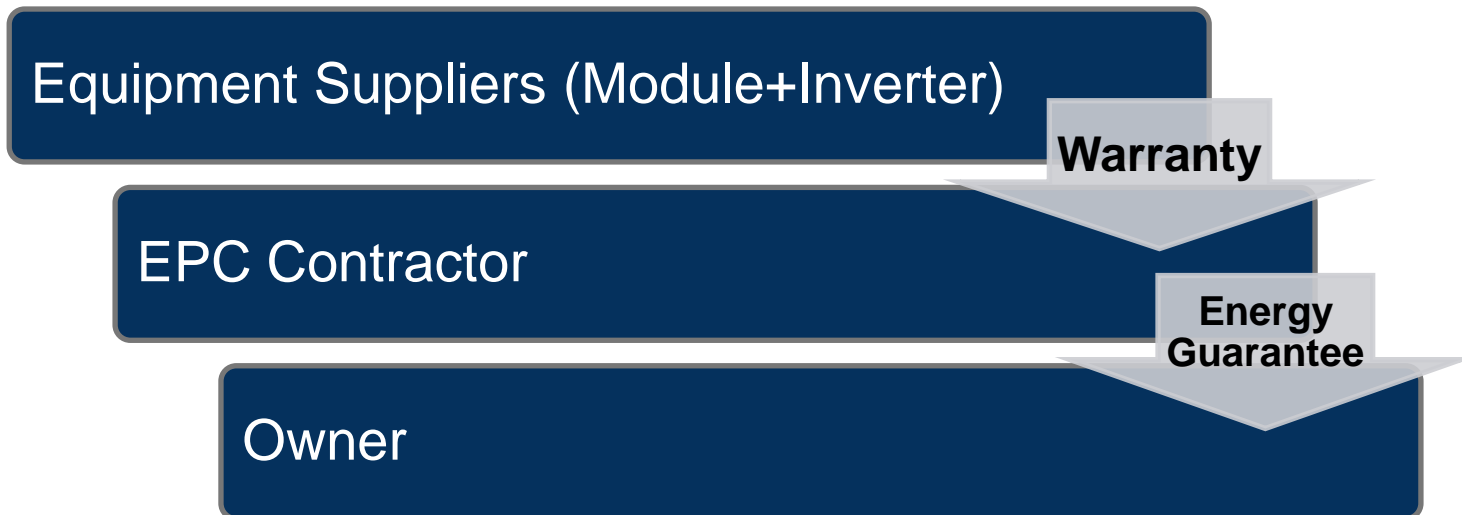 Equipment Suppliers (Module+Inverter)
Warranty
EPC Contractor
Energy
Guarantee
Owner